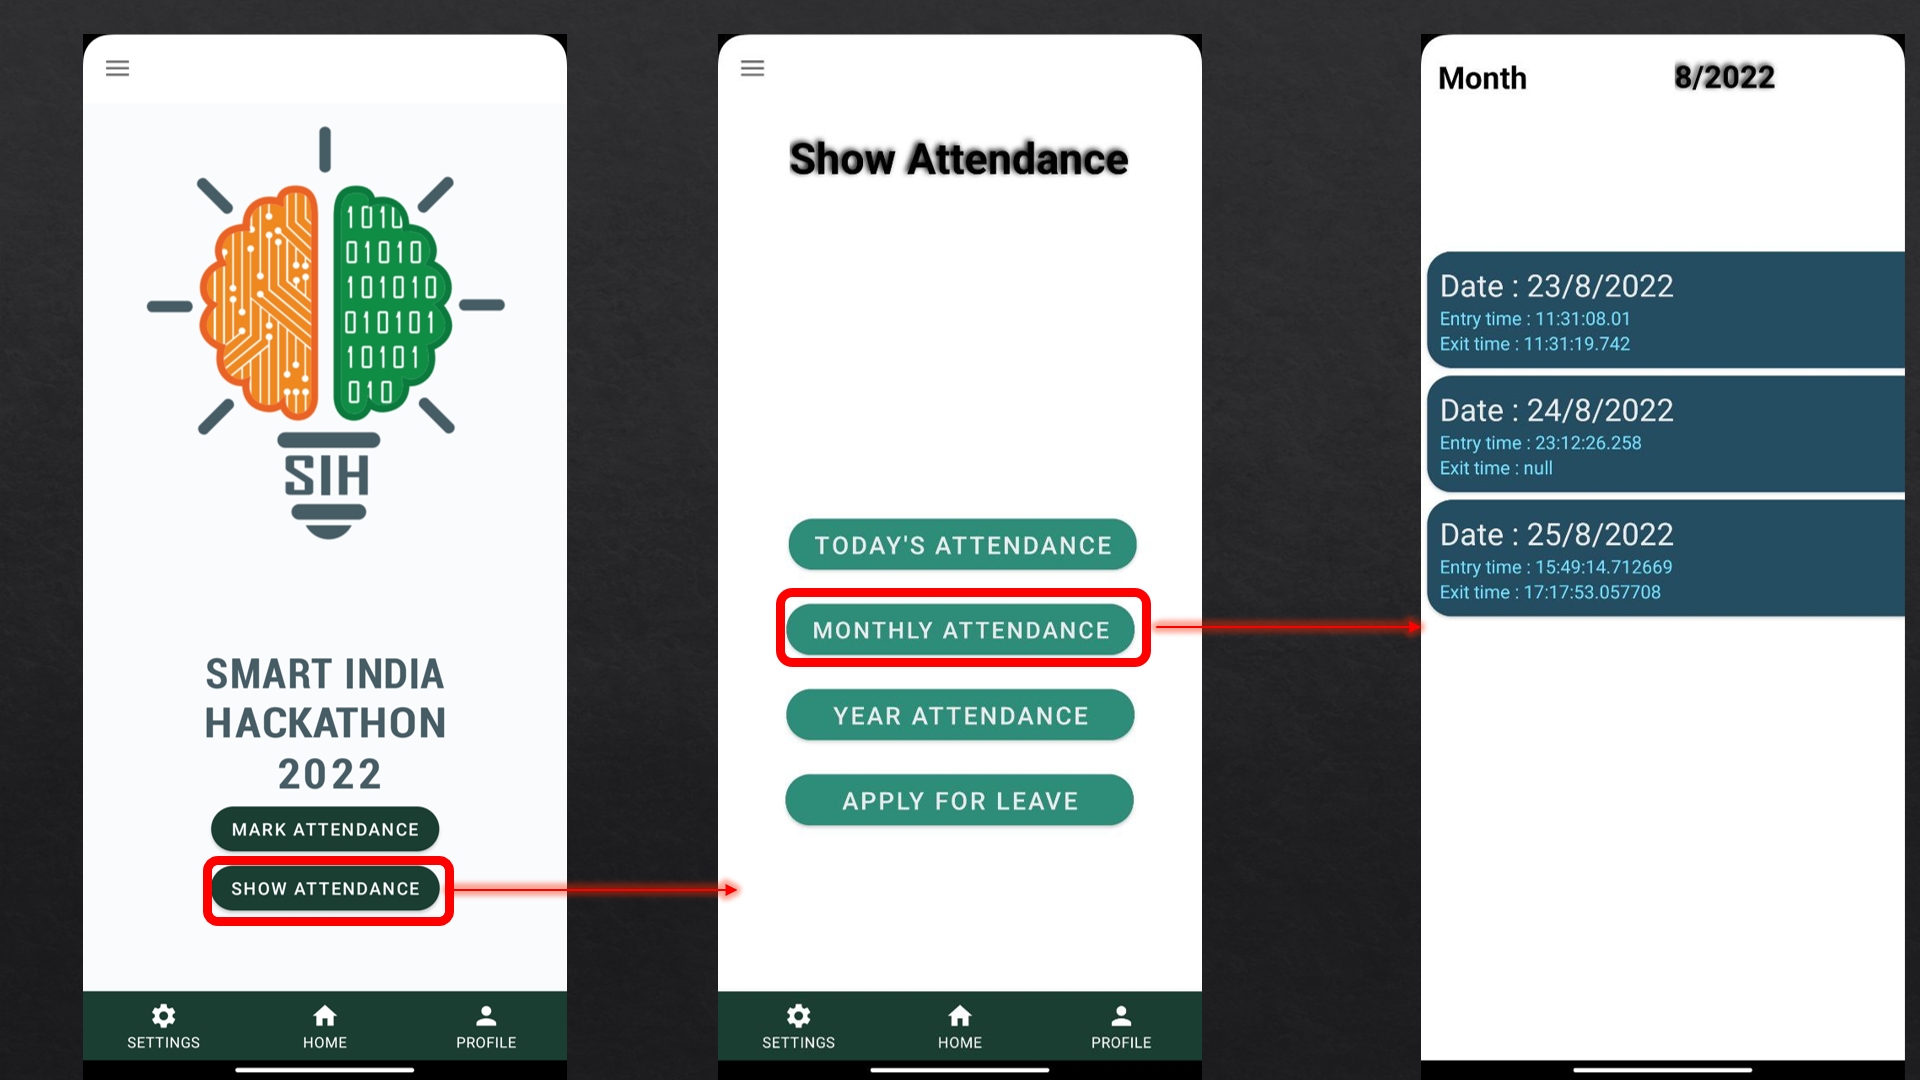 1010
01010
101010
010101
10101
010
SIH
SMART INDIA
HACKATHON
2022
MARK ATTENDANCE
SHOW ATTENDANCE
SETTINGS
HOME
PROFILE
Show Attendance
TODAY'S ATTENDANCE
MONTHLY ATTENDANCE
YEAR ATTENDANCE
APPLY FOR LEAVE
SETTINGS
HOME
PROFILE
Month 8/2022
Date : 23/8/2022
Entry time : 11:31:08.01
Exit time : 11:31:19.742
Date : 24/8/2022
Entry time : 23:12:26.258
Exit time : null
Date : 25/8/2022
Entry time : 15:49:14.712669
Exit time : 17:17:53.057708